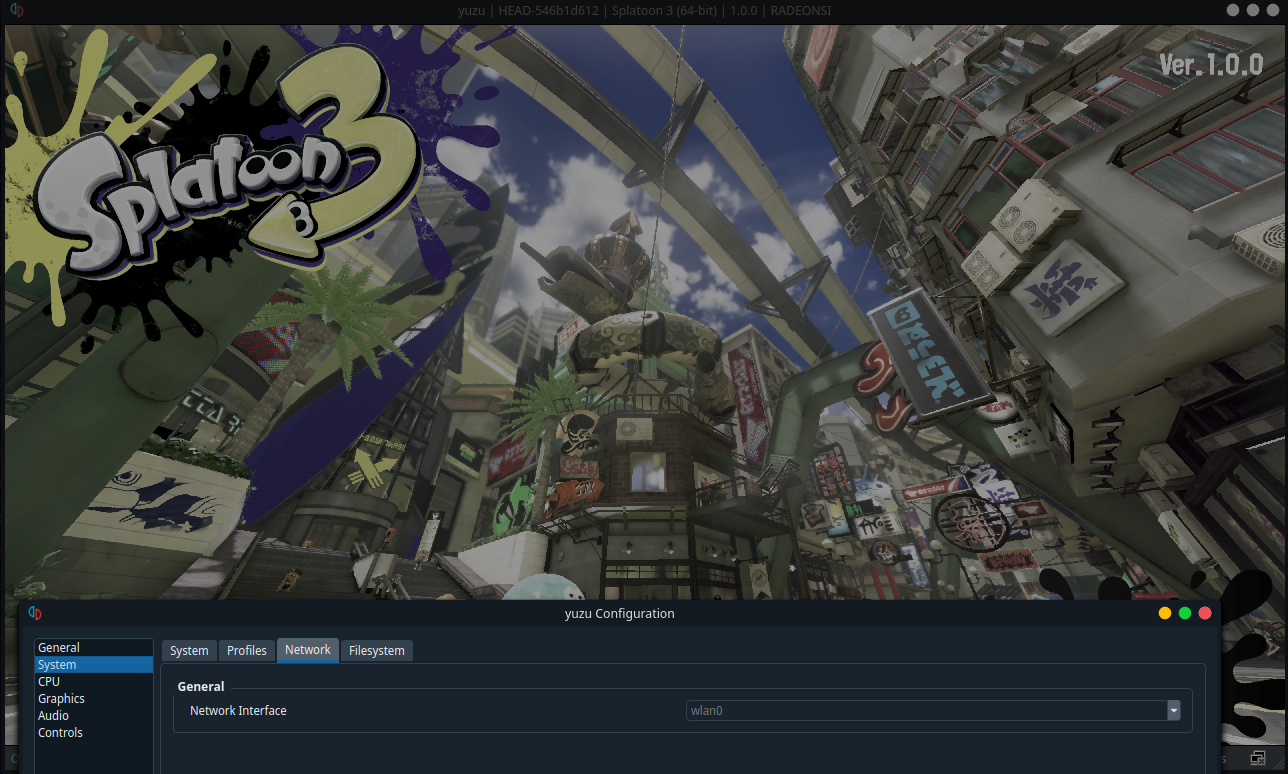 yuzu | HEAD-546b1d612 | Splatoon 3 (64-bit) | 1.0.0 | RADEONSI
Ver.1.0.0
Splatoon 3
yuzu Configuration
General
System
CPU
Graphics
Audio
Controls
System
Profiles
Network
Filesystem
General
Network Interface
wlan0